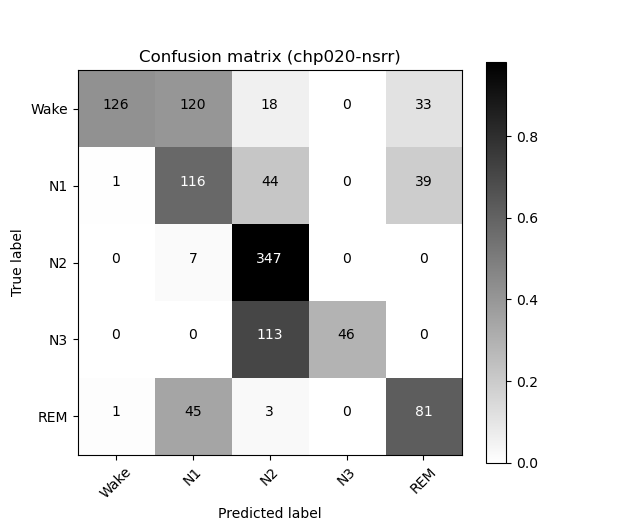 Confusion matrix (chp020-nsrr)
Wake 126 120 18 0 33
N1 1 116 44 0 39
N2 0 7 347 0 0
N3 0 0 113 46 0
REM 1 45 3 0 81
Wake N1 N2 N3 REM
Predicted label
True label
0.8
0.6
0.4
0.2
0.0